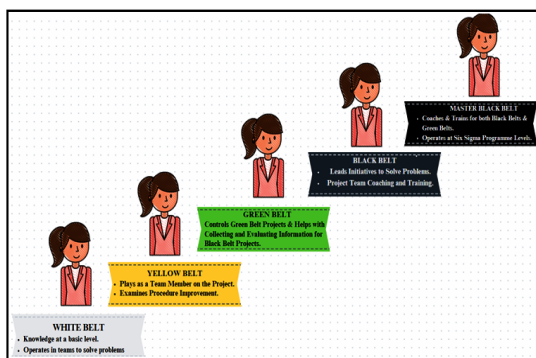 MASTER BLACK BELT
• Coaches & Trains for both Black Belts &
Green Belts.
• Operates at Six Sigma Programme Levels.
BLACK BELT
• Leads Initiatives to Solve Problems.
• Project Team Coaching and Training.
GREEN BELT
Controls Green Belt Projects & Helps with
Collecting and Evaluating Information for
Black Belt Projects.
YELLOW BELT
• Plays as a Team Member on the Project.
• Examines Procedure Improvement.
WHITE BELT
• Knowledge at a basic level.
• Operates in teams to solve problems